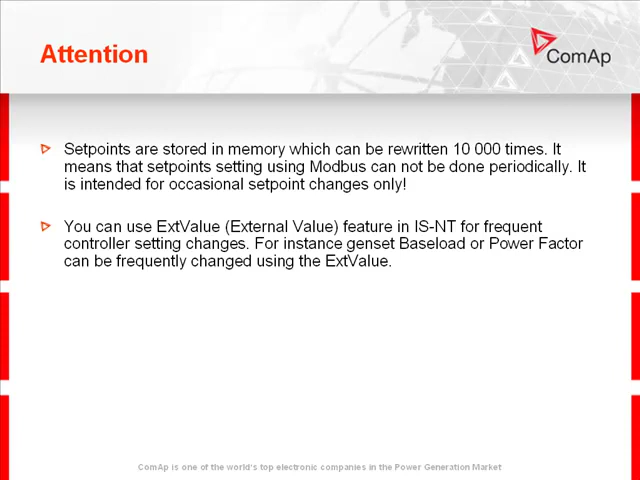 Attention
ComAp
Setpoints are stored in memory which can be rewritten 10 000 times. It
means that setpoints setting using Modbus can not be done periodically. It
is intended for occasional setpoint changes only!
You can use ExtValue (External Value) feature in IS-NT for frequent
controller setting changes. For instance genset Baseload or Power Factor
can be frequently changed using the ExtValue.
ComAp is one of the world's top electronic companies in the Power Generation Market